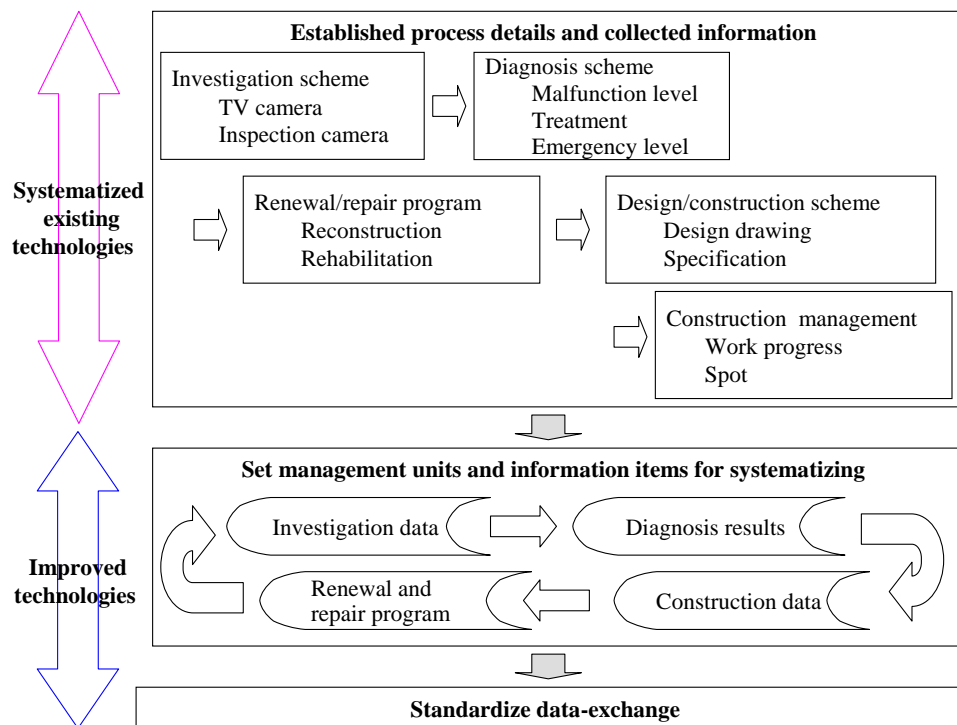 Established process details and collected information
Investigation scheme
TV camera
Inspection camera
Diagnosis scheme
Malfunction level
Treatment
Emergency level
Systematized
existing
technologies
Renewal/repair program
Reconstruction
Rehabilitation
Design/construction scheme
Design drawing
Specification
Construction management
Work progress
Spot
Set management units and information items for systematizing
Investigation data
Diagnosis results
Improved
technologies
Renewal and
repair program
Construction data
Standardize data-exchange